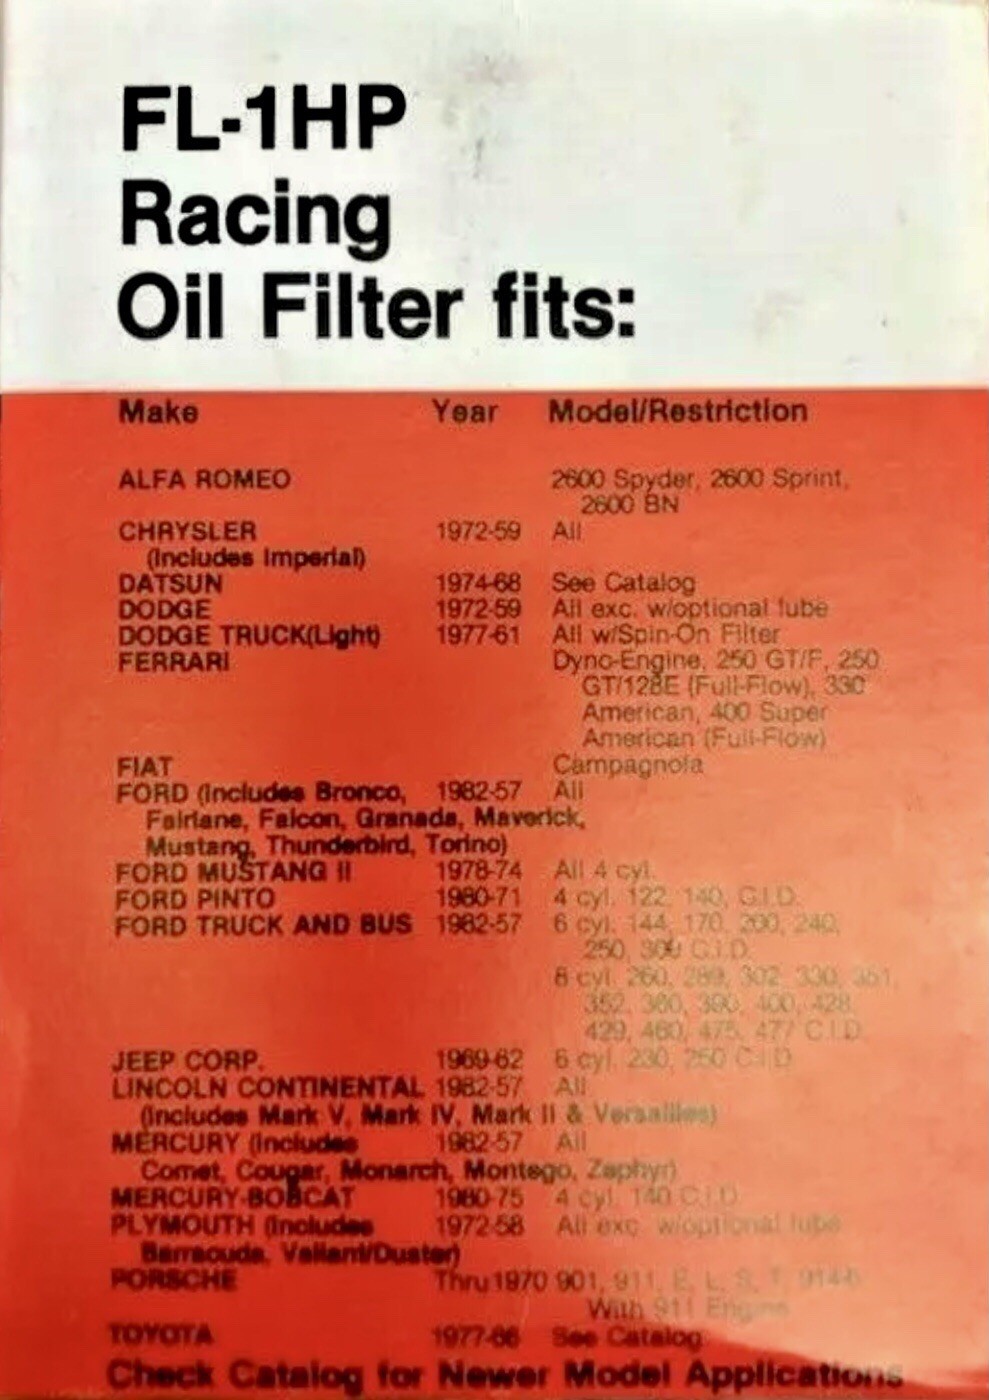 FL-1HP
Racing
Oil Filter fits:
Make Year Model/Restriction
ALFA ROMEO 2600 Spyder, 2600 Sprint,
2600 BN
CHRYSLER 1972-59 All
(Includes Imperial)
DATSUN 1974-68 See Catalog
DODGE 1972-59 All exc. w/optional tube
DODGE TRUCK(Light) 1977-61 All w/Spin-On Filter
FERRARI Dyno-Engine, 250 GT/F, 250
GT/128E (Full-Flow), 330
American, 400 Super
American (Full-Flow)
FIAT Campagnola
FORD (Includes Bronco, 1982-57 All
Fairlane, Falcon, Granada, Maverick,
Mustang, Thunderbird, Torino)
FORD MUSTANG II 1978-74 All 4 cyl.
FORD PINTO 1980-71 4 cyl. 122, 140, C.I.D.
FORD TRUCK AND BUS 1982-57 6 cyl. 144, 170, 200, 240,
250, 300 C.I.D.
8 cyl. 260, 289, 302, 330, 351,
352, 360, 390, 400, 428,
429, 460, 475, 477 C.I.D.
JEEP CORP. 1969-62 6 cyl. 230, 250 C.I.D
LINCOLN CONTINENTAL 1982-57 All
(Includes Mark V, Mark IV, Mark II & Versailles)
MERCURY (Includes 1982-57 All
Comet, Cougar, Monarch, Montego, Zephyr)
MERCURY-BOBCAT 1980-75 4 cyl. 140 C.I.D.
PLYMOUTH (Includes 1972-58 All exc. w/optional tube
Barracuda, Valiant/Duster)
PORSCHE Thru 1970 901, 911, E, L, S, T, 914-6
With 911 Engine
TOYOTA 1977-66 See Catalog
Check Catalog for Newer Model Applications